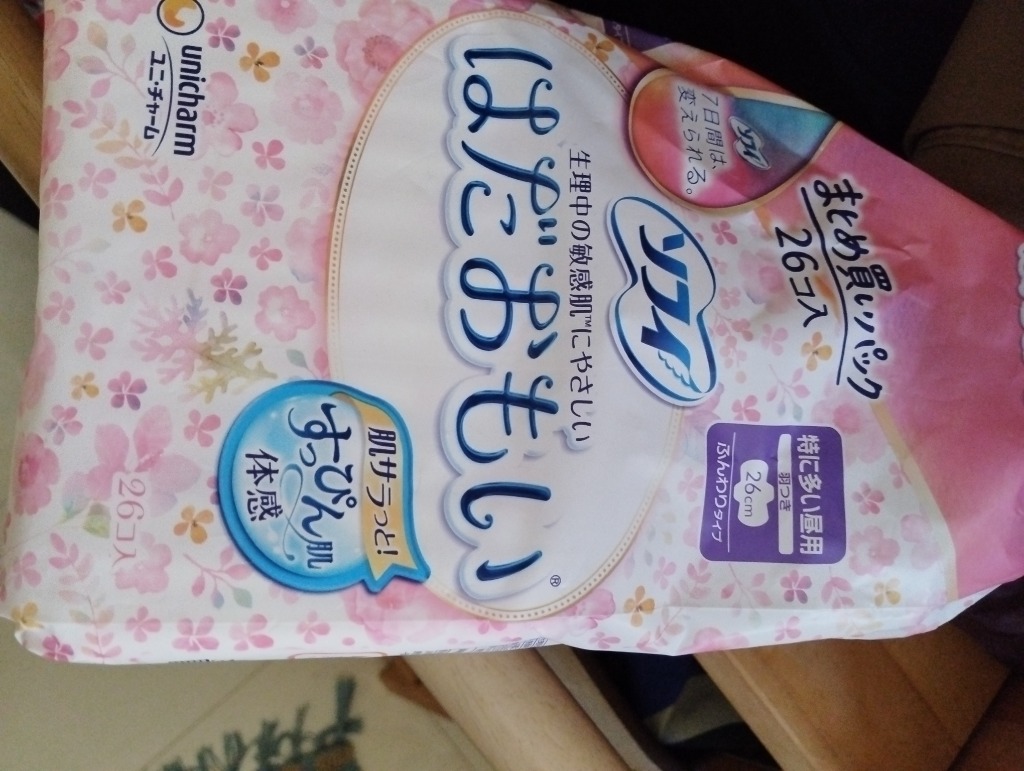 まとめ買いパック
26コ入
ソフィ
7日間は、
変えられる。
特に多い昼用
羽つき
26cm
ふんわりタイプ
ソフィ
生理中の敏感肌™にやさしい
はだおもい®
肌サラっと!
すっぴん肌
体感
unicharm
ユニ・チャーム
26コ入